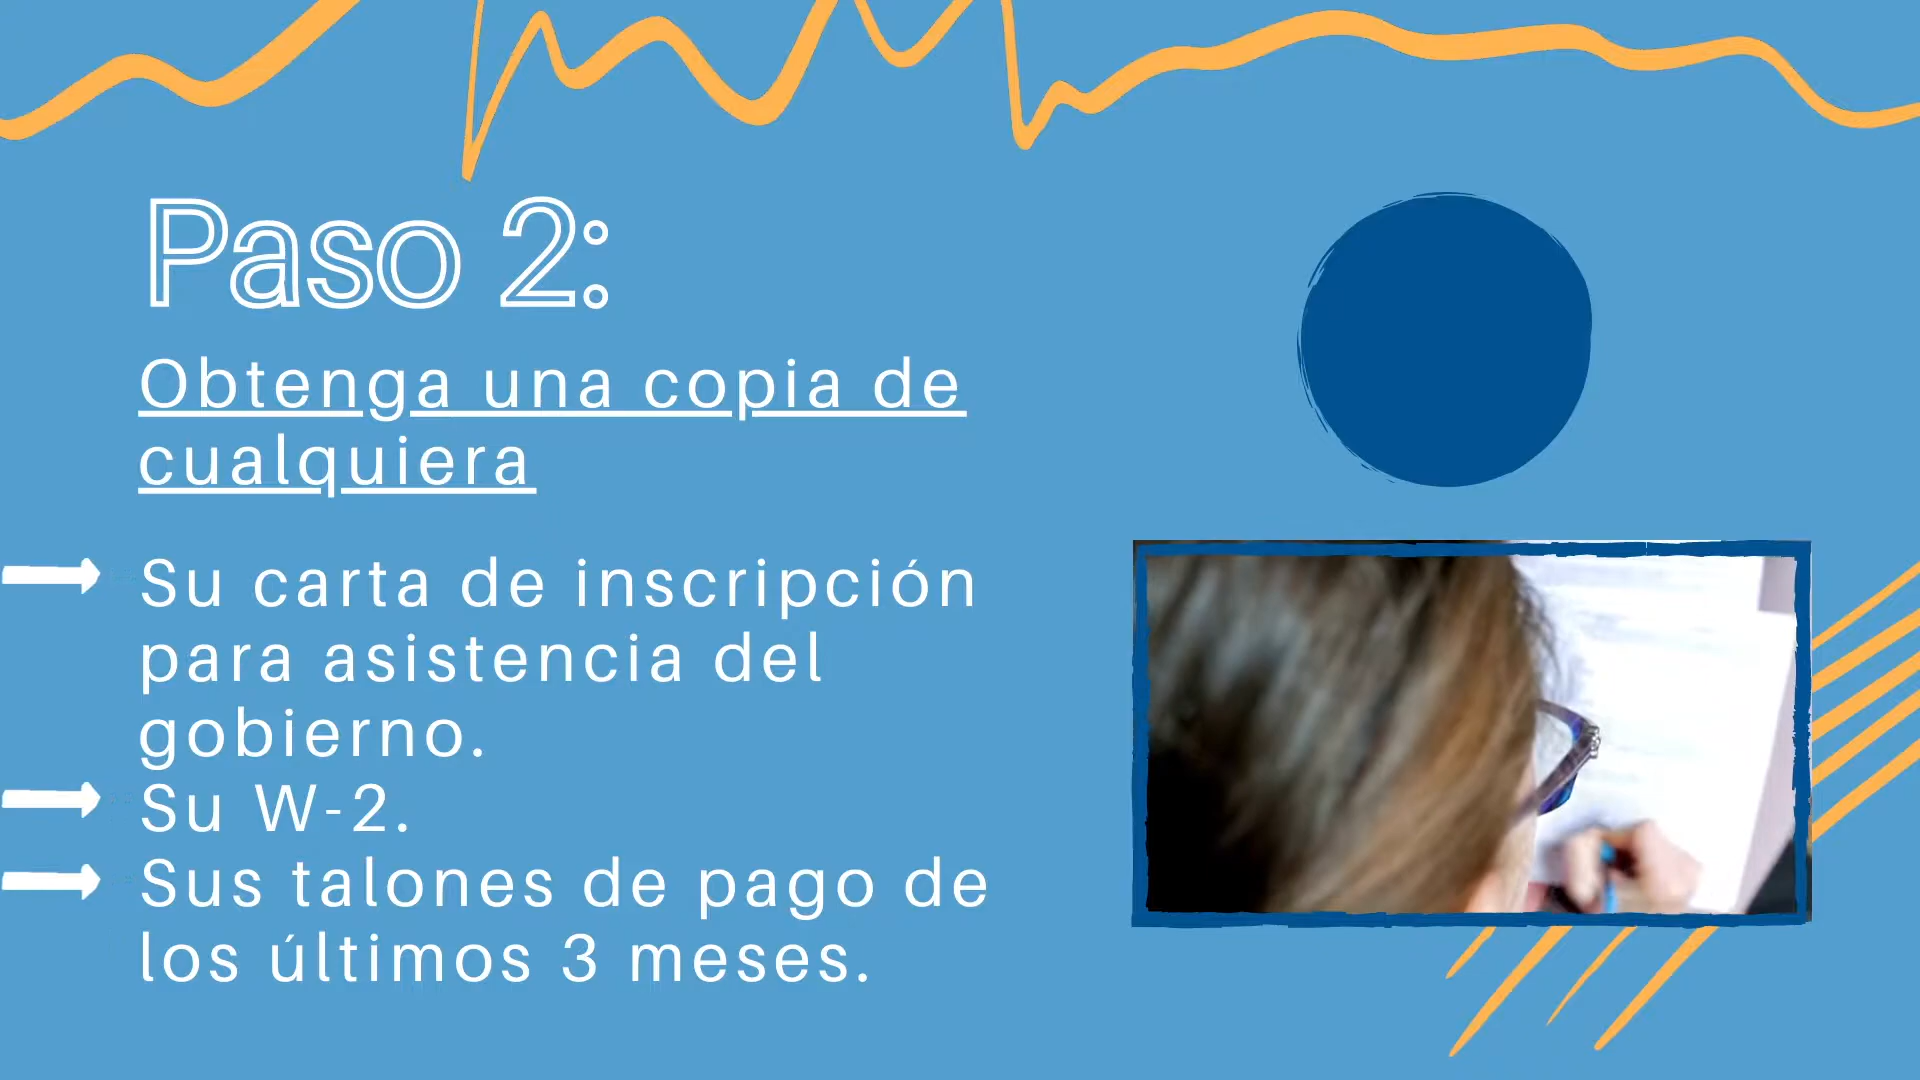 Paso 2:
Obtenga una copia de
cualquiera
Su carta de inscripción
para asistencia del
gobierno.
Su W-2.
Sus talones de pago de
los últimos 3 meses.